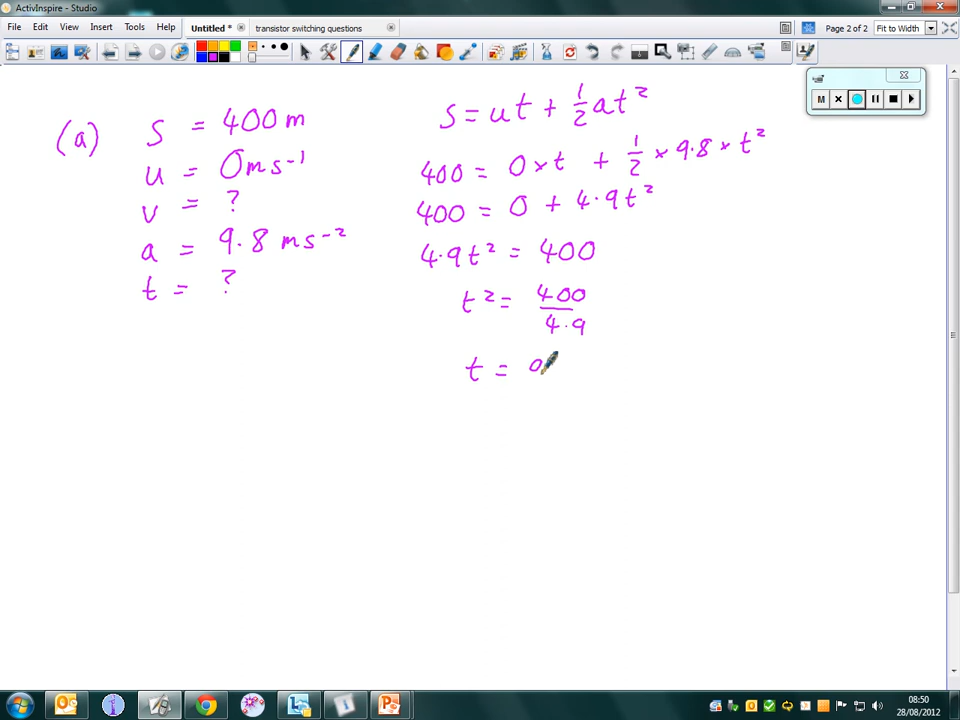 ActivInspire - Studio
File Edit View Insert Tools Help
Untitled * transistor switching questions
Page 2 of 2 Fit to Width
(a) S = 400 m
u = 0 ms⁻¹
v = ?
a = 9.8 ms⁻²
t = ?
S = ut + 1/2 at²
400 = 0 × t + 1/2 × 9.8 × t²
400 = 0 + 4.9t²
4.9t² = 400
t² = 400/4.9
t =
M
08:50
28/08/2012